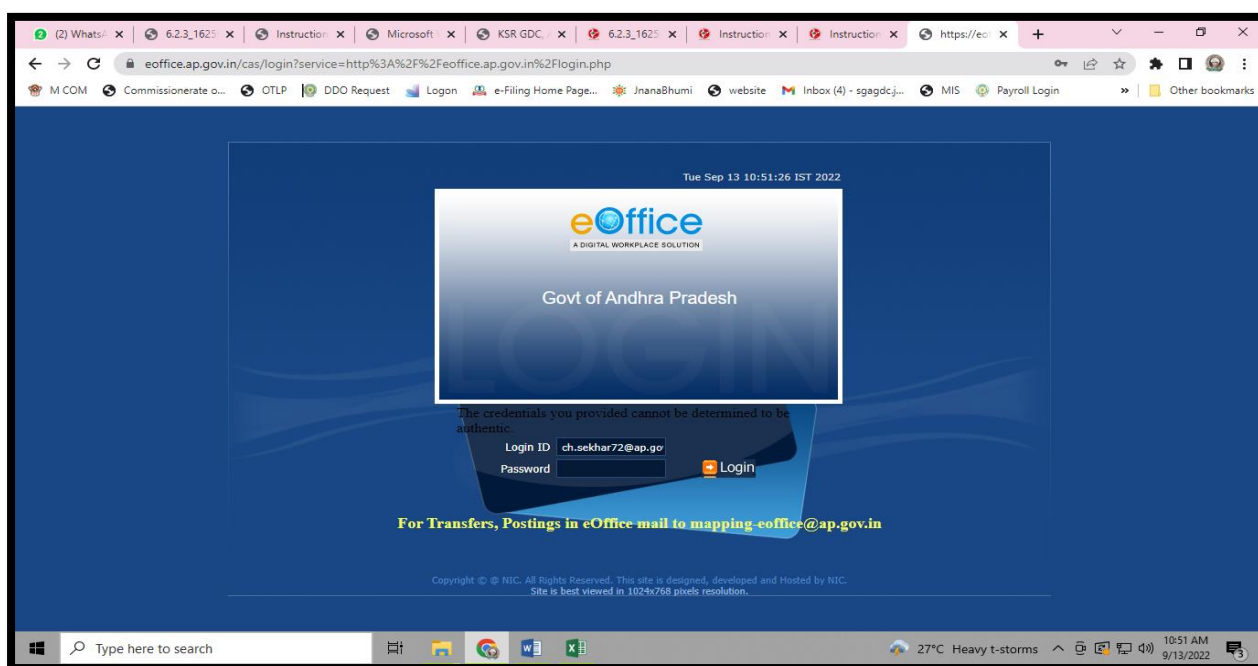 (2) Whats
6.2.3_1625
Instruction
Microsoft
KSR GDC,
6.2.3_1625
Instruction
Instruction
https://eo
eoffice.ap.gov.in/cas/login?service=http%3A%2F%2Feoffice.ap.gov.in%2Flogin.php
M COM Commissionerate o... OTLP DDO Request Logon e-Filing Home Page... JnanaBhumi website Inbox (4) - sgagdc.j... MIS Payroll Login » Other bookmarks
Tue Sep 13 10:51:26 IST 2022
eOffice
A DIGITAL WORKPLACE SOLUTION
Govt of Andhra Pradesh
LOGIN
The credentials you provided cannot be determined to be
authentic.
Login ID ch.sekhar72@ap.go
Password
Login
For Transfers, Postings in eOffice mail to mapping-eoffice@ap.gov.in
Copyright © @ NIC. All Rights Reserved. This site is designed, developed and Hosted by NIC.
Site is best viewed in 1024x768 pixels resolution.
Type here to search
27°C Heavy t-storms
10:51 AM
9/13/2022
3